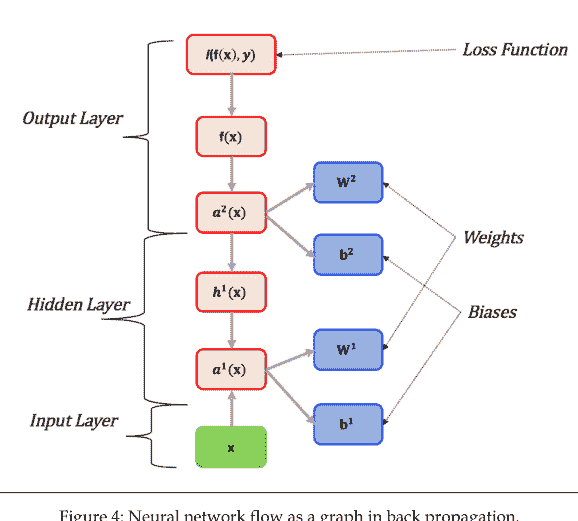 l(f(x), y)
Loss Function
Output Layer
f(x)
W²
a²(x)
Weights
b²
h¹(x)
Hidden Layer
Biases
W¹
a¹(x)
Input Layer
b¹
x
Figure 4: Neural network flow as a graph in back propagation.